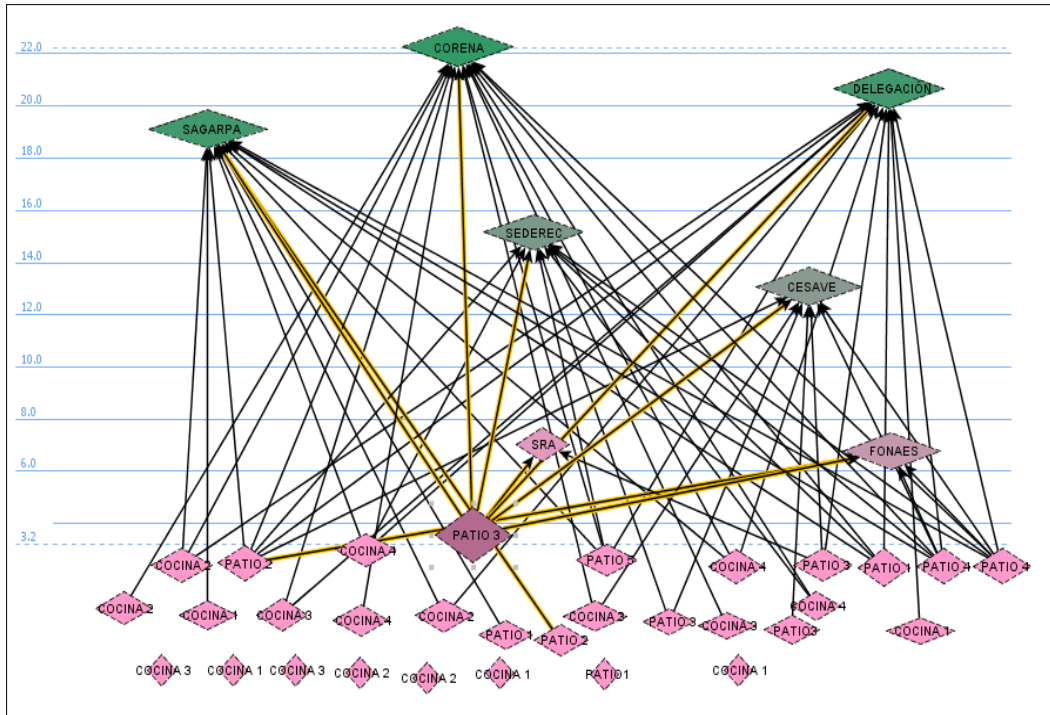 22.0
CORENA
20.0
DELEGACIÓN
SAGARPA
18.0
16.0
SEDEREC
14.0
CESAVE
12.0
10.0
8.0
SRA
FONAES
6.0
PATIO 3
3.2
COCINA 4
COCINA 2
PATIO 2
PATIO 3
COCINA 4
PATIO 3
PATIO 1
PATIO 4
PATIO 4
COCINA 2
COCINA 1
COCINA 3
COCINA 4
COCINA 2
COCINA 3
PATIO 3
COCINA 3
COCINA 4
PATIO3
COCINA 1
PATIO 1
PATIO 2
COCINA 3
COCINA 1
COCINA 3
COCINA 2
COCINA 2
COCINA 1
PATIO1
COCINA 1